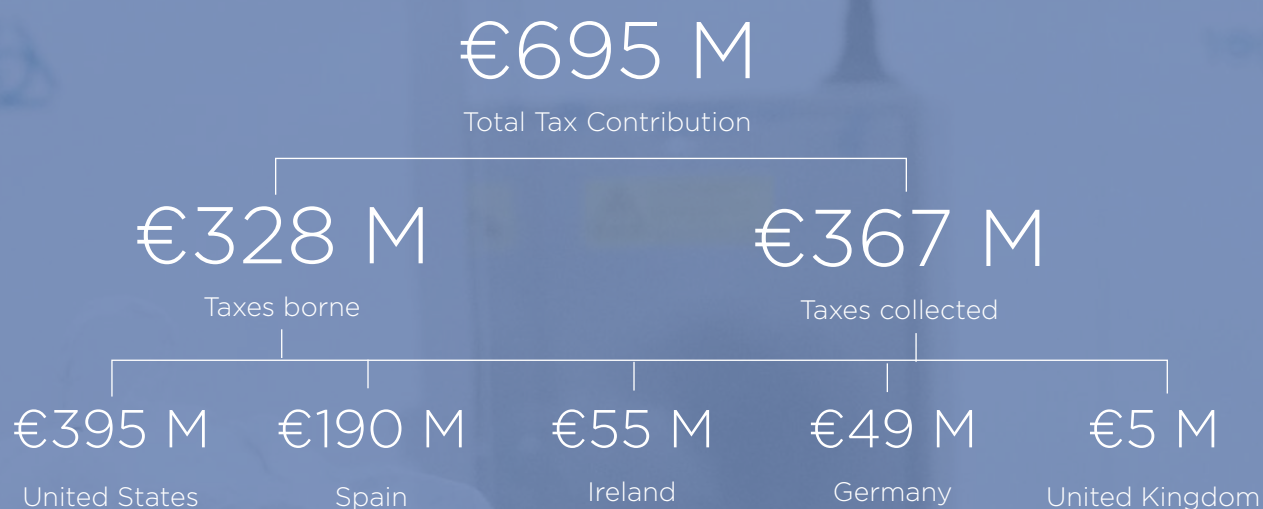 €695 M
Total Tax Contribution
€328 M
€367 M
Taxes borne
Taxes collected
€395 M
€190 M
€55 M
€49 M
€5 M
United States
Spain
Ireland
Germany
United Kingdom